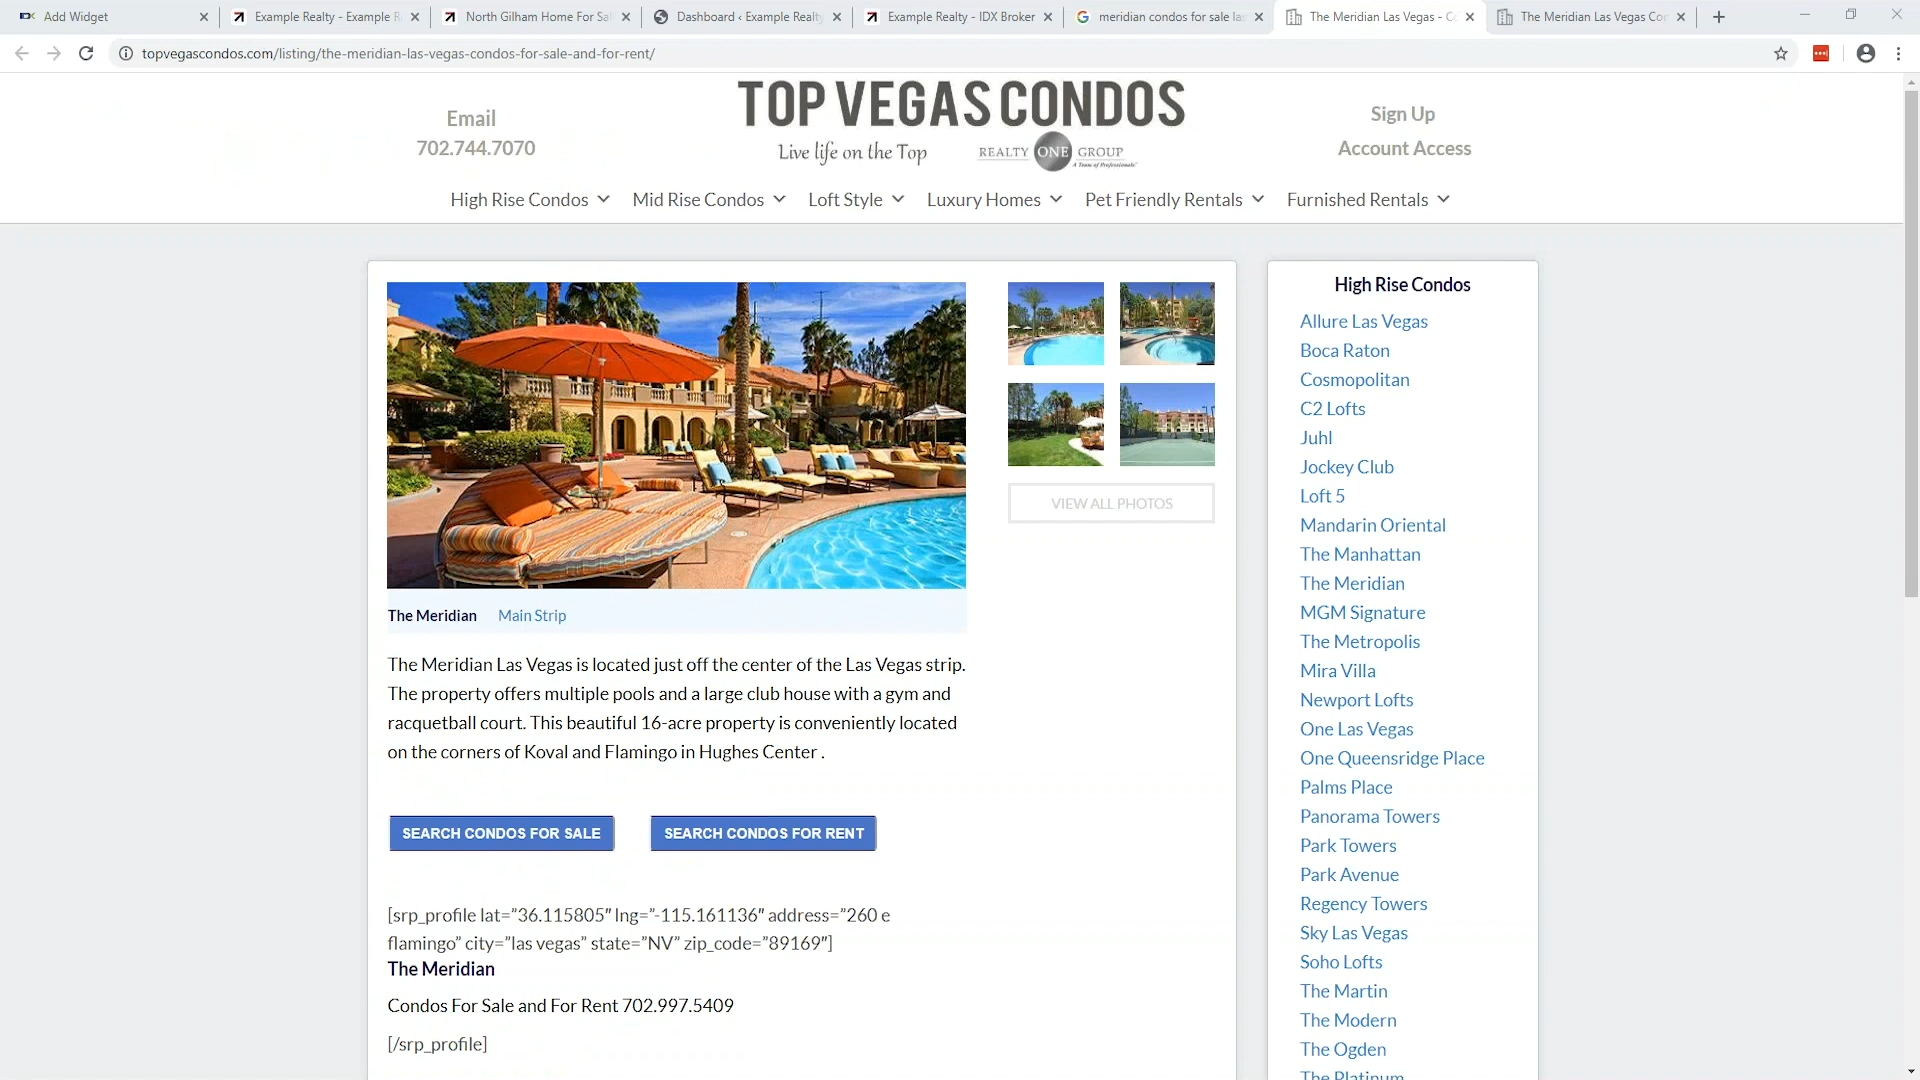 Add Widget
Example Realty - Example R
North Gilham Home For Sal
Dashboard ‹ Example Realty
Example Realty - IDX Broker
meridian condos for sale la
The Meridian Las Vegas - Co
The Meridian Las Vegas Con
topvegascondos.com/listing/the-meridian-las-vegas-condos-for-sale-and-for-rent/
Email
702.744.7070
TOP VEGAS CONDOS
Live life on the Top
REALTY ONE GROUP
A Team of Professionals
Sign Up
Account Access
High Rise Condos
Mid Rise Condos
Loft Style
Luxury Homes
Pet Friendly Rentals
Furnished Rentals
VIEW ALL PHOTOS
The Meridian Main Strip
The Meridian Las Vegas is located just off the center of the Las Vegas strip.
The property offers multiple pools and a large club house with a gym and
racquetball court. This beautiful 16-acre property is conveniently located
on the corners of Koval and Flamingo in Hughes Center .
SEARCH CONDOS FOR SALE
SEARCH CONDOS FOR RENT
[srp_profile lat=”36.115805″ lng=”-115.161136″ address=”260 e
flamingo” city=”las vegas” state=”NV” zip_code=”89169″]
The Meridian
Condos For Sale and For Rent 702.997.5409
[/srp_profile]
High Rise Condos
Allure Las Vegas
Boca Raton
Cosmopolitan
C2 Lofts
Juhl
Jockey Club
Loft 5
Mandarin Oriental
The Manhattan
The Meridian
MGM Signature
The Metropolis
Mira Villa
Newport Lofts
One Las Vegas
One Queensridge Place
Palms Place
Panorama Towers
Park Towers
Park Avenue
Regency Towers
Sky Las Vegas
Soho Lofts
The Martin
The Modern
The Ogden
The Platinum